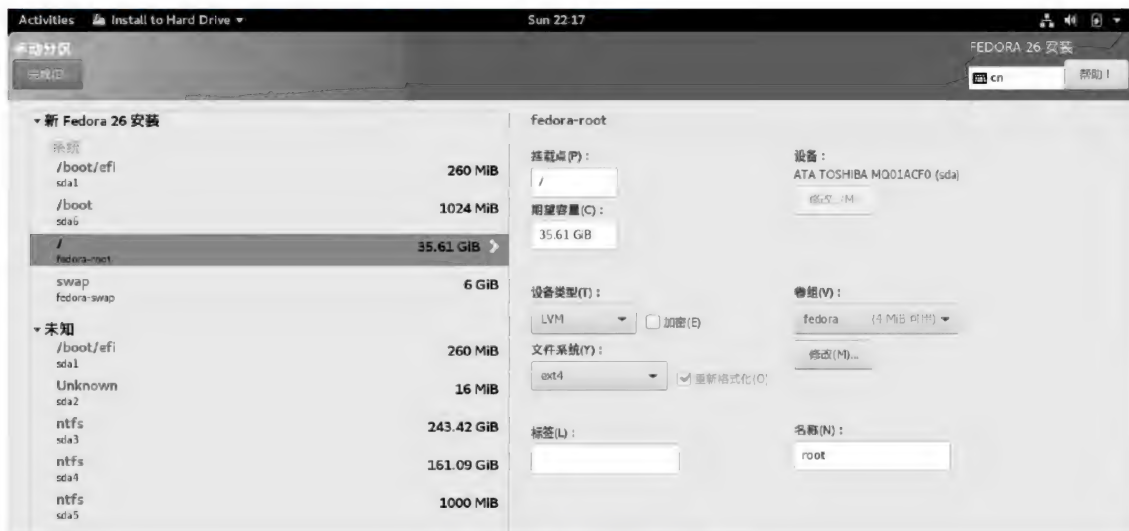 Activities Install to Hard Drive Sun 22:17
手动分区 FEDORA 26 安装
完成(D) cn 帮助！
新 Fedora 26 安装
系统
/boot/efi 260 MiB
sda1
/boot 1024 MiB
sda6
/ 35.61 GiB
fedora-root
swap 6 GiB
fedora-swap
未知
/boot/efi 260 MiB
sda1
Unknown 16 MiB
sda2
ntfs 243.42 GiB
sda3
ntfs 161.09 GiB
sda4
ntfs 1000 MiB
sda5
fedora-root
挂载点(P)：
/
期望容量(C)：
35.61 GiB
设备：
ATA TOSHIBA MQ01ACF0 (sda)
修改...(M)
设备类型(T)：
LVM 加密(E)
文件系统(Y)：
ext4 重新格式化(O)
卷组(V)：
fedora (4 MiB 可用)
修改(M)...
标签(L)：
名称(N)：
root